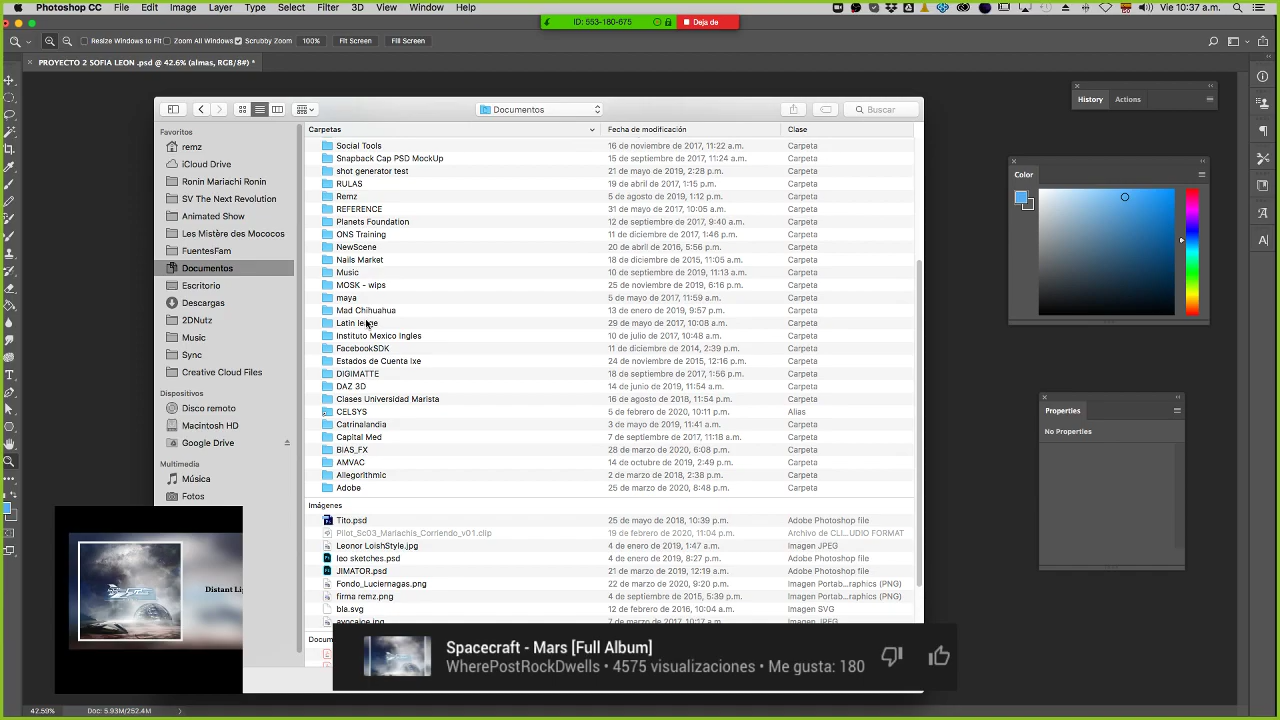 Photoshop CC File Edit Image Layer Type Select Filter 3D View Window Help
Vie 10:37 a.m.
ID: 553-180-675 Deja de
Resize Windows to Fit Zoom All Windows Scrubby Zoom 100% Fit Screen Fill Screen
PROYECTO 2 SOFIA LEON .psd @ 42.6% (almas, RGB/8#) *
History Actions
Color
Properties
No Properties
Documentos
Buscar
Favoritos
remz
iCloud Drive
Ronin Mariachi Ronin
SV The Next Revolution
Animated Show
Les Mistère des Mococos
FuentesFam
Documentos
Escritorio
Descargas
2DNutz
Music
Sync
Creative Cloud Files
Dispositivos
Disco remoto
Macintosh HD
Google Drive
Multimedia
Música
Fotos
Carpetas Fecha de modificación Clase
Social Tools 16 de noviembre de 2017, 11:24 a.m. Carpeta
Snapback Cap PSD MockUp 15 de septiembre de 2017, 11:24 a.m. Carpeta
shot generator test 21 de mayo de 2019, 2:28 p.m. Carpeta
RULAS 19 de abril de 2017, 1:15 p.m. Carpeta
Remz 5 de agosto de 2019, 1:12 p.m. Carpeta
REFERENCE 31 de mayo de 2017, 10:05 a.m. Carpeta
Planets Foundation 12 de septiembre de 2017, 9:40 a.m. Carpeta
ONS Training 11 de diciembre de 2017, 1:46 p.m. Carpeta
NewScene 20 de abril de 2016, 5:56 p.m. Carpeta
Nails Market 18 de diciembre de 2015, 11:05 a.m. Carpeta
Music 10 de septiembre de 2019, 11:13 a.m. Carpeta
MOSK - wips 25 de noviembre de 2019, 6:16 p.m. Carpeta
maya 5 de mayo de 2017, 11:59 a.m. Carpeta
Mad Chihuahua 13 de enero de 2019, 9:57 p.m. Carpeta
Latin 29 de mayo de 2017, 10:08 a.m. Carpeta
Instituto Mexico Ingles 10 de julio de 2017, 10:48 a.m. Carpeta
FacebookSDK 11 de diciembre de 2014, 2:39 p.m. Carpeta
Estados de Cuenta Ixe 24 de noviembre de 2015, 12:16 p.m. Carpeta
DIGIMATTE 18 de septiembre de 2017, 1:56 p.m. Carpeta
DAZ 3D 14 de junio de 2019, 11:54 a.m. Carpeta
Clases Universidad Marista 16 de agosto de 2018, 11:54 p.m. Carpeta
CELSYS 5 de febrero de 2020, 10:11 p.m. Alias
Catrinalandia 3 de mayo de 2019, 11:41 a.m. Carpeta
Capital Med 7 de septiembre de 2017, 11:18 a.m. Carpeta
BIAS_FX 28 de marzo de 2020, 6:08 p.m. Carpeta
AMVAC 14 de octubre de 2019, 2:49 p.m. Carpeta
Allegorithmic 2 de marzo de 2018, 2:38 p.m. Carpeta
Adobe 25 de marzo de 2020, 8:48 p.m. Carpeta
Imágenes
Tito.psd 25 de mayo de 2018, 10:39 p.m. Adobe Photoshop file
Pilot_Sc03_Mariachis_Corriendo_v01.clip 19 de febrero de 2020, 11:04 p.m. Archivo de CLI...UDIO FORMAT
Leonor LoishStyle.jpg 4 de enero de 2019, 1:47 a.m. Imagen JPEG
leo sketches.psd 4 de enero de 2019, 8:27 p.m. Adobe Photoshop file
JIMATOR.psd 21 de marzo de 2019, 12:19 a.m. Adobe Photoshop file
Fondo_Luciernagas.png 22 de marzo de 2020, 9:20 p.m. Imagen Portab...raphics (PNG)
firma remz.png 4 de septiembre de 2015, 5:39 p.m. Imagen Portab...raphics (PNG)
bla.svg 12 de febrero de 2016, 10:04 a.m. Imagen SVG
Docum
Distant Li
Spacecraft - Mars [Full Album]
WherePostRockDwells • 4575 visualizaciones • Me gusta: 180
42.59% Doc: 5.93M/252.4M